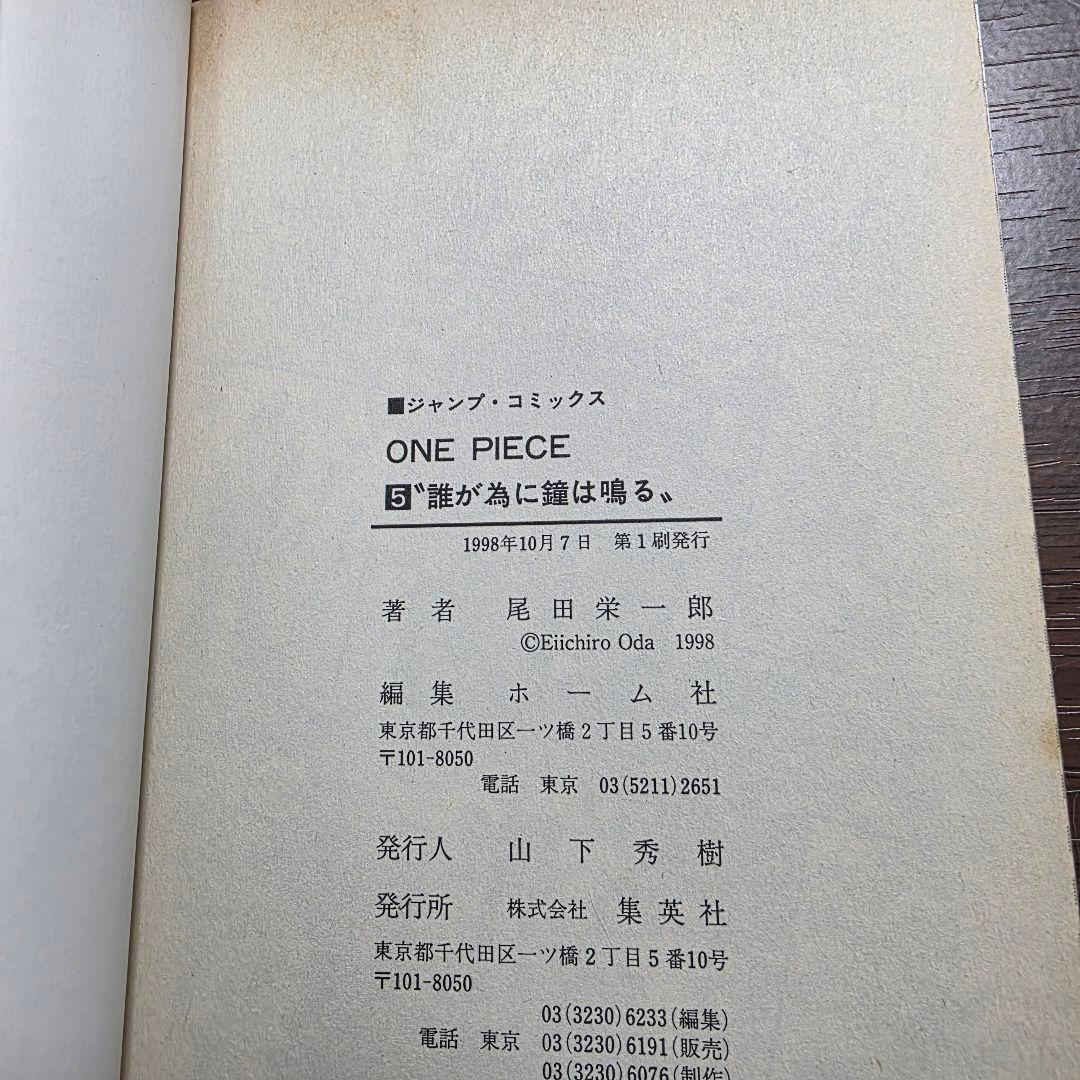 ■ジャンプ・コミックス
ONE PIECE
5〝誰が為に鐘は鳴る〟
1998年10月7日　第1刷発行
著者　尾田栄一郎
©Eiichiro Oda　1998
編集　ホーム社
東京都千代田区一ツ橋2丁目5番10号
〒101-8050
電話　東京　03(5211)2651
発行人　山下秀樹
発行所　株式会社　集英社
東京都千代田区一ツ橋2丁目5番10号
〒101-8050
03(3230)6233(編集)
電話　東京　03(3230)6191(販売)
03(3230)6076(制作)